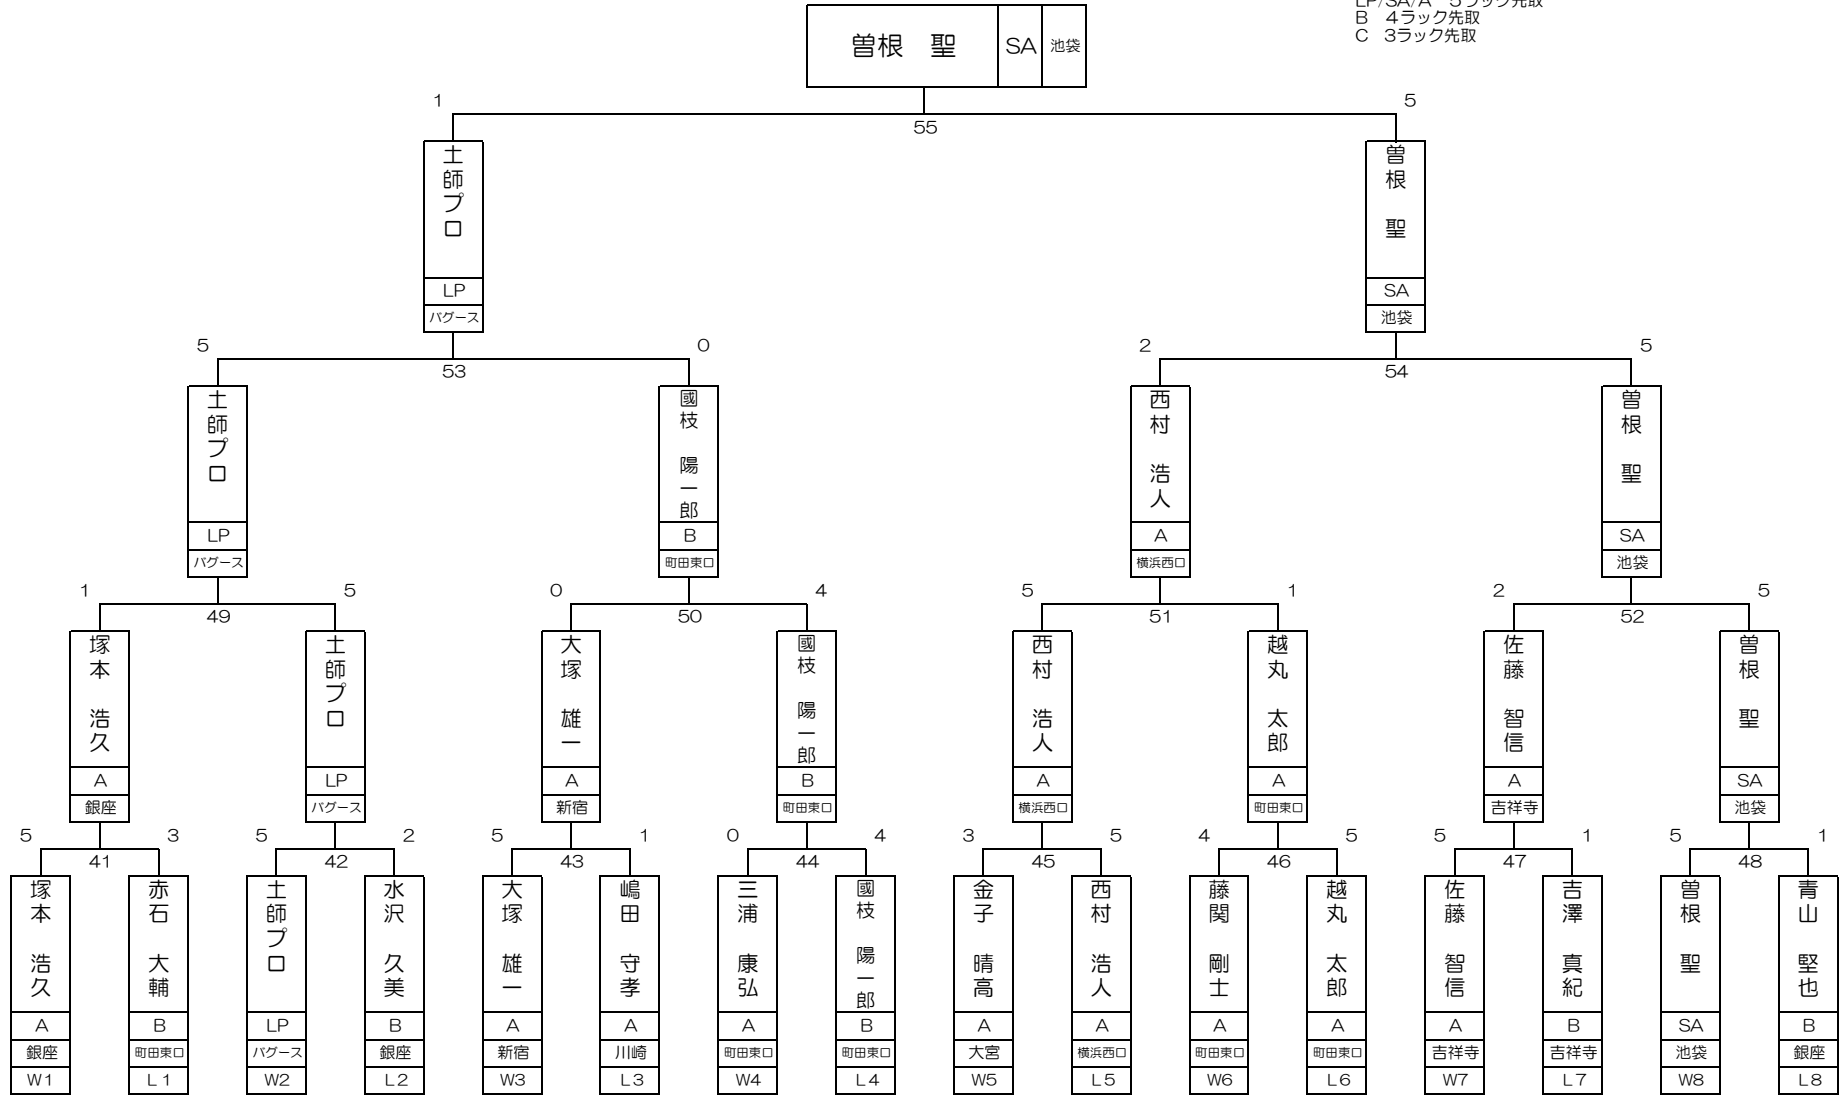 LP/SA/A 5ラック先取
B 4ラック先取
C 3ラック先取
曽根 聖 SA 池袋
1 5
55
土師プロ 曽根 聖
LP SA
バグース 池袋
5 0 2 5
53 54
土師プロ 國枝 陽一郎 西村 浩人 曽根 聖
LP B A SA
バグース 町田東口 横浜西口 池袋
1 5 0 4 5 1 2 5
49 50 51 52
塚本 浩久 土師プロ 大塚 雄一 國枝 陽一郎 西村 浩人 越丸 太郎 佐藤 智信 曽根 聖
A LP A B A A A SA
銀座 バグース 新宿 町田東口 横浜西口 町田東口 吉祥寺 池袋
5 3 5 2 5 1 0 4 3 5 4 5 5 1 5 1
41 42 43 44 45 46 47 48
塚本 浩久 赤石 大輔 土師プロ 水沢 久美 大塚 雄一 嶋田 守孝 三浦 康弘 國枝 陽一郎 金子 晴高 西村 浩人 藤関 剛士 越丸 太郎 佐藤 智信 吉澤 真紀 曽根 聖 青山 堅也
A B LP B A A A B A A A A A B SA B
銀座 町田東口 バグース 銀座 新宿 川崎 町田東口 町田東口 大宮 横浜西口 町田東口 町田東口 吉祥寺 吉祥寺 池袋 銀座
W1 L1 W2 L2 W3 L3 W4 L4 W5 L5 W6 L6 W7 L7 W8 L8